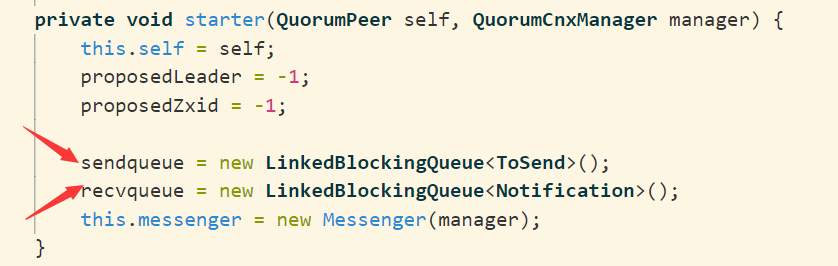 private void starter(QuorumPeer self, QuorumCnxManager manager) {
    this.self = self;
    proposedLeader = -1;
    proposedZxid = -1;

    sendqueue = new LinkedBlockingQueue<ToSend>();
    recvqueue = new LinkedBlockingQueue<Notification>();
    this.messenger = new Messenger(manager);
}